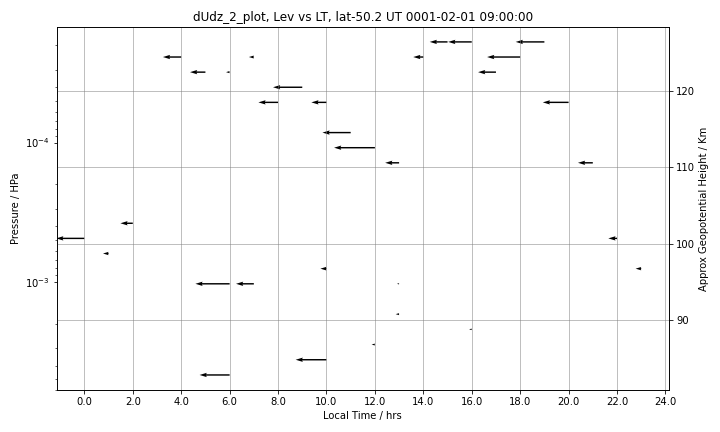 dUdz_2_plot, Lev vs LT, lat-50.2 UT 0001-02-01 09:00:00
120
10⁻⁴
110
Pressure / HPa
Approx Geopotential Height / Km
100
10⁻³
90
0.0 2.0 4.0 6.0 8.0 10.0 12.0 14.0 16.0 18.0 20.0 22.0 24.0
Local Time / hrs